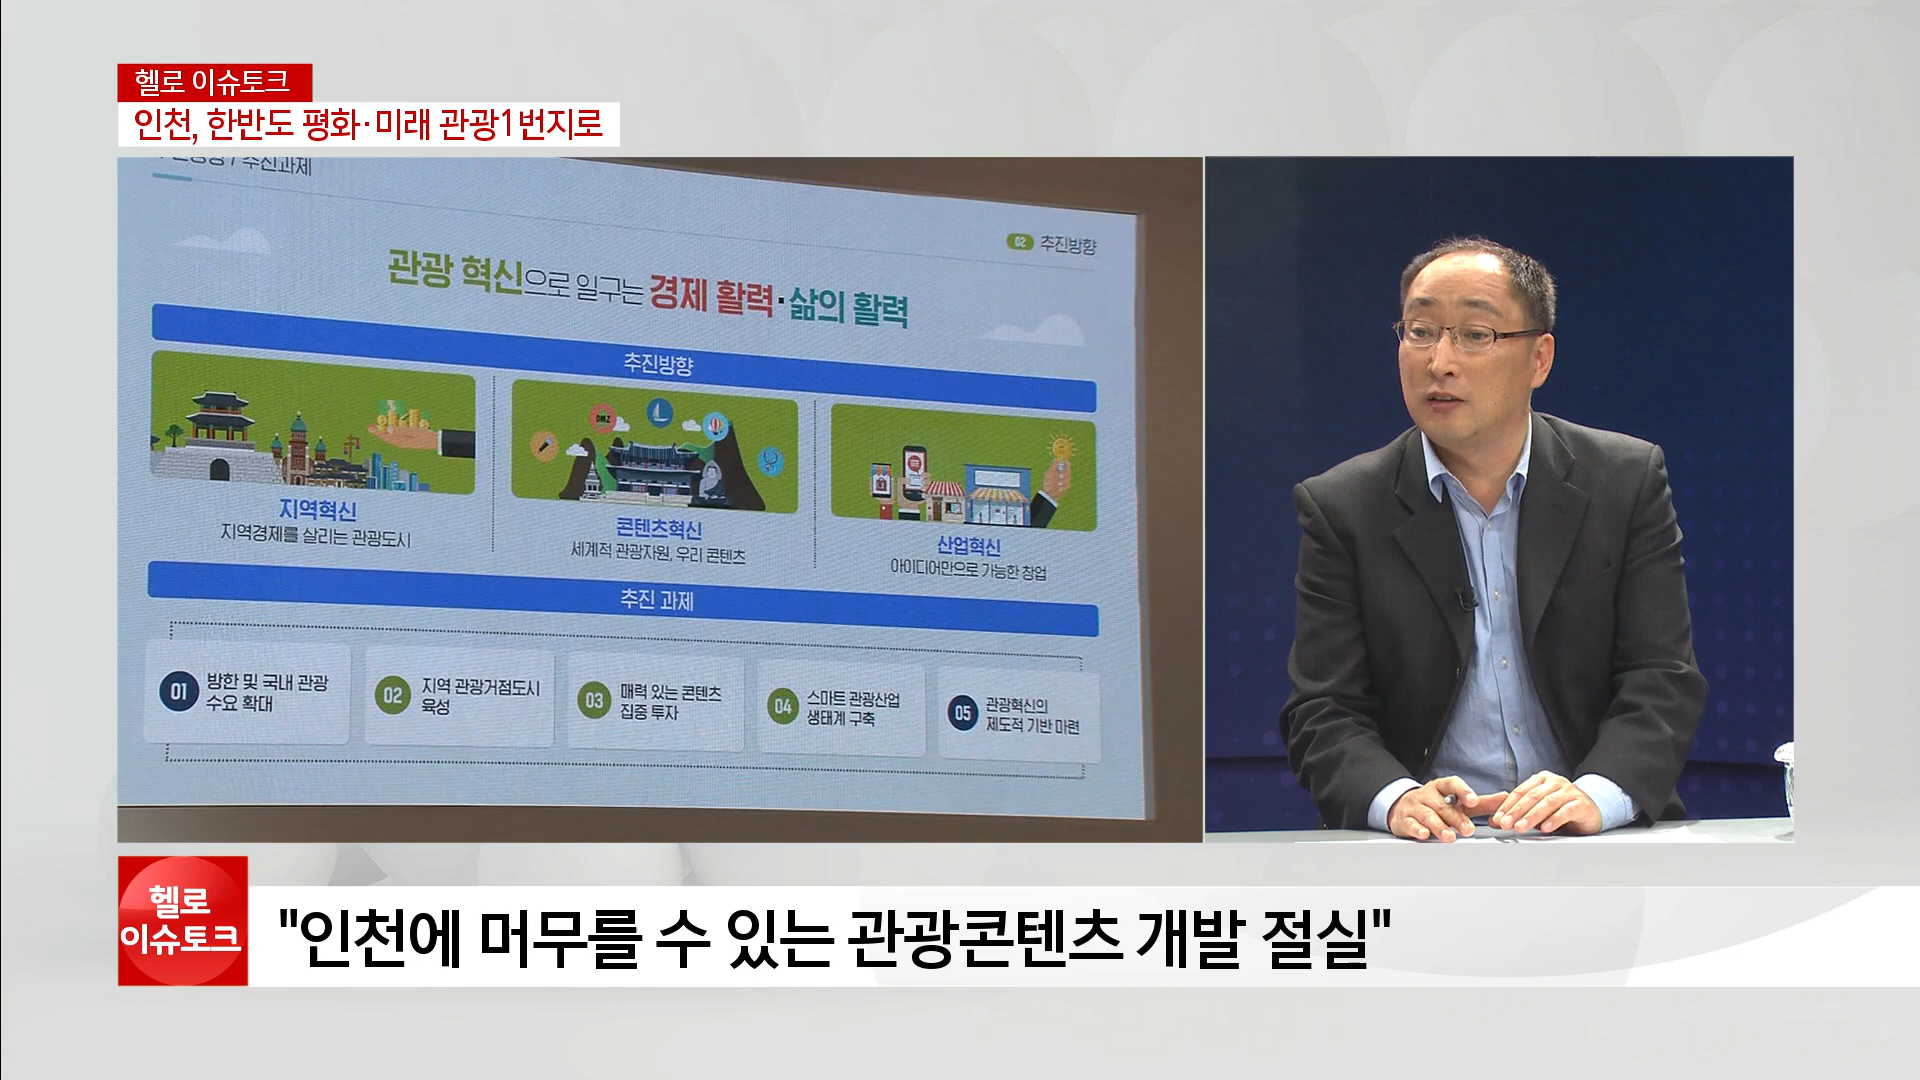 헬로 이슈토크
인천, 한반도 평화·미래 관광1번지로
추진과제
02 추진방향
관광 혁신으로 일구는 경제 활력·삶의 활력
추진방향
DMZ
지역혁신
지역경제를 살리는 관광도시
콘텐츠혁신
세계적 관광자원, 우리 콘텐츠
산업혁신
아이디어만으로 가능한 창업
추진 과제
01 방한 및 국내 관광
수요 확대
02 지역 관광거점도시
육성
03 매력 있는 콘텐츠
집중 투자
04 스마트 관광산업
생태계 구축
05 관광혁신의
제도적 기반 마련
헬로
이슈토크
"인천에 머무를 수 있는 관광콘텐츠 개발 절실"